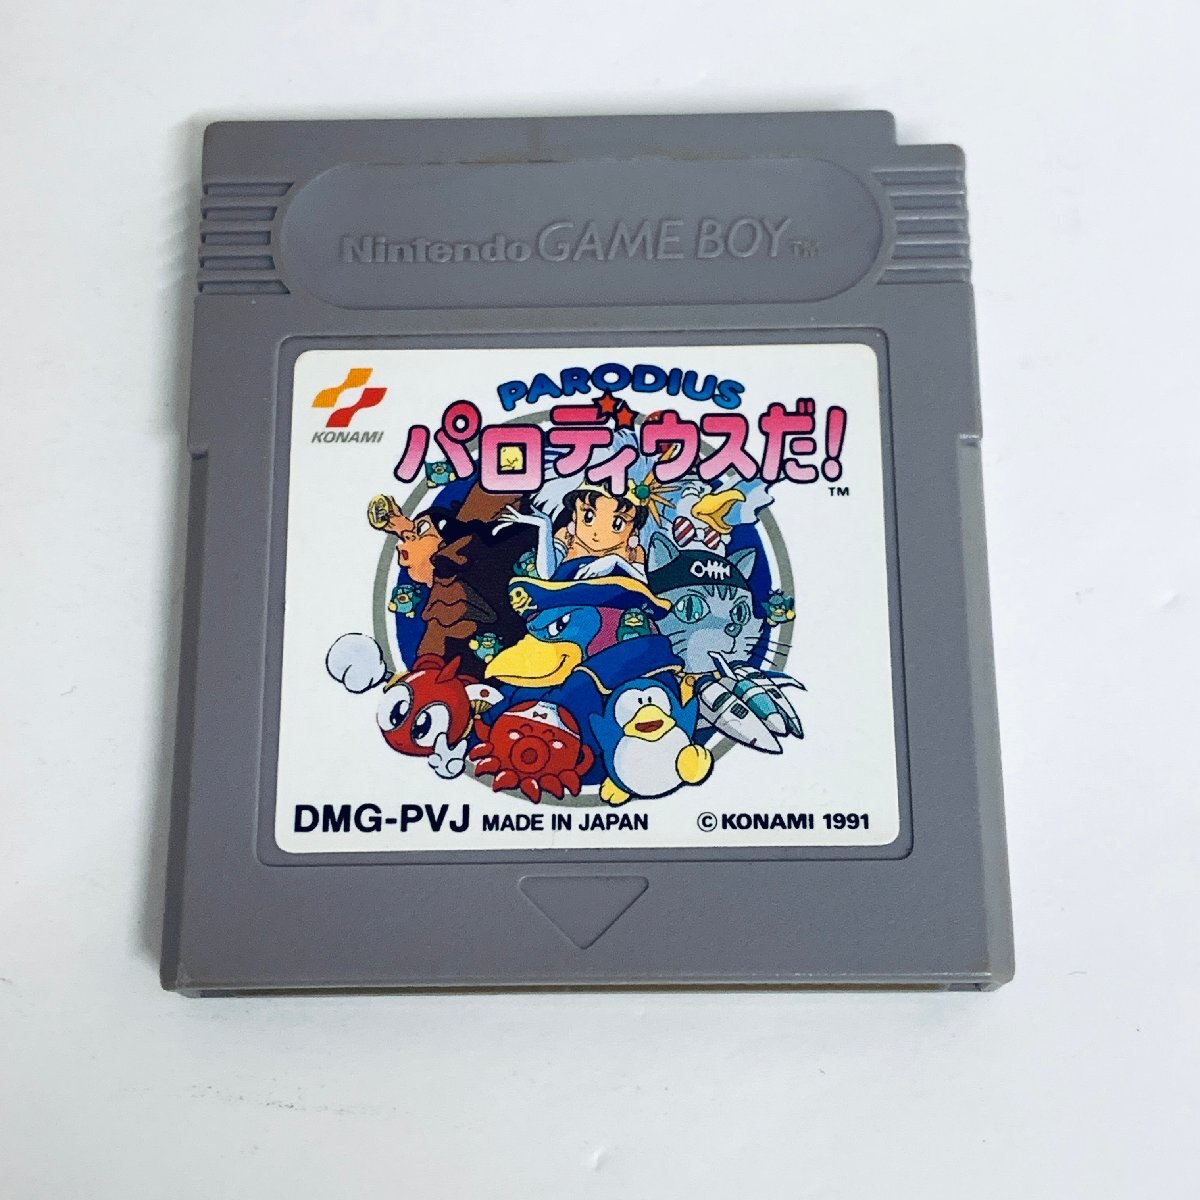 Nintendo GAME BOY TM
KONAMI
PARODIUS
パロディウスだ!
TM
DMG-PVJ MADE IN JAPAN © KONAMI 1991